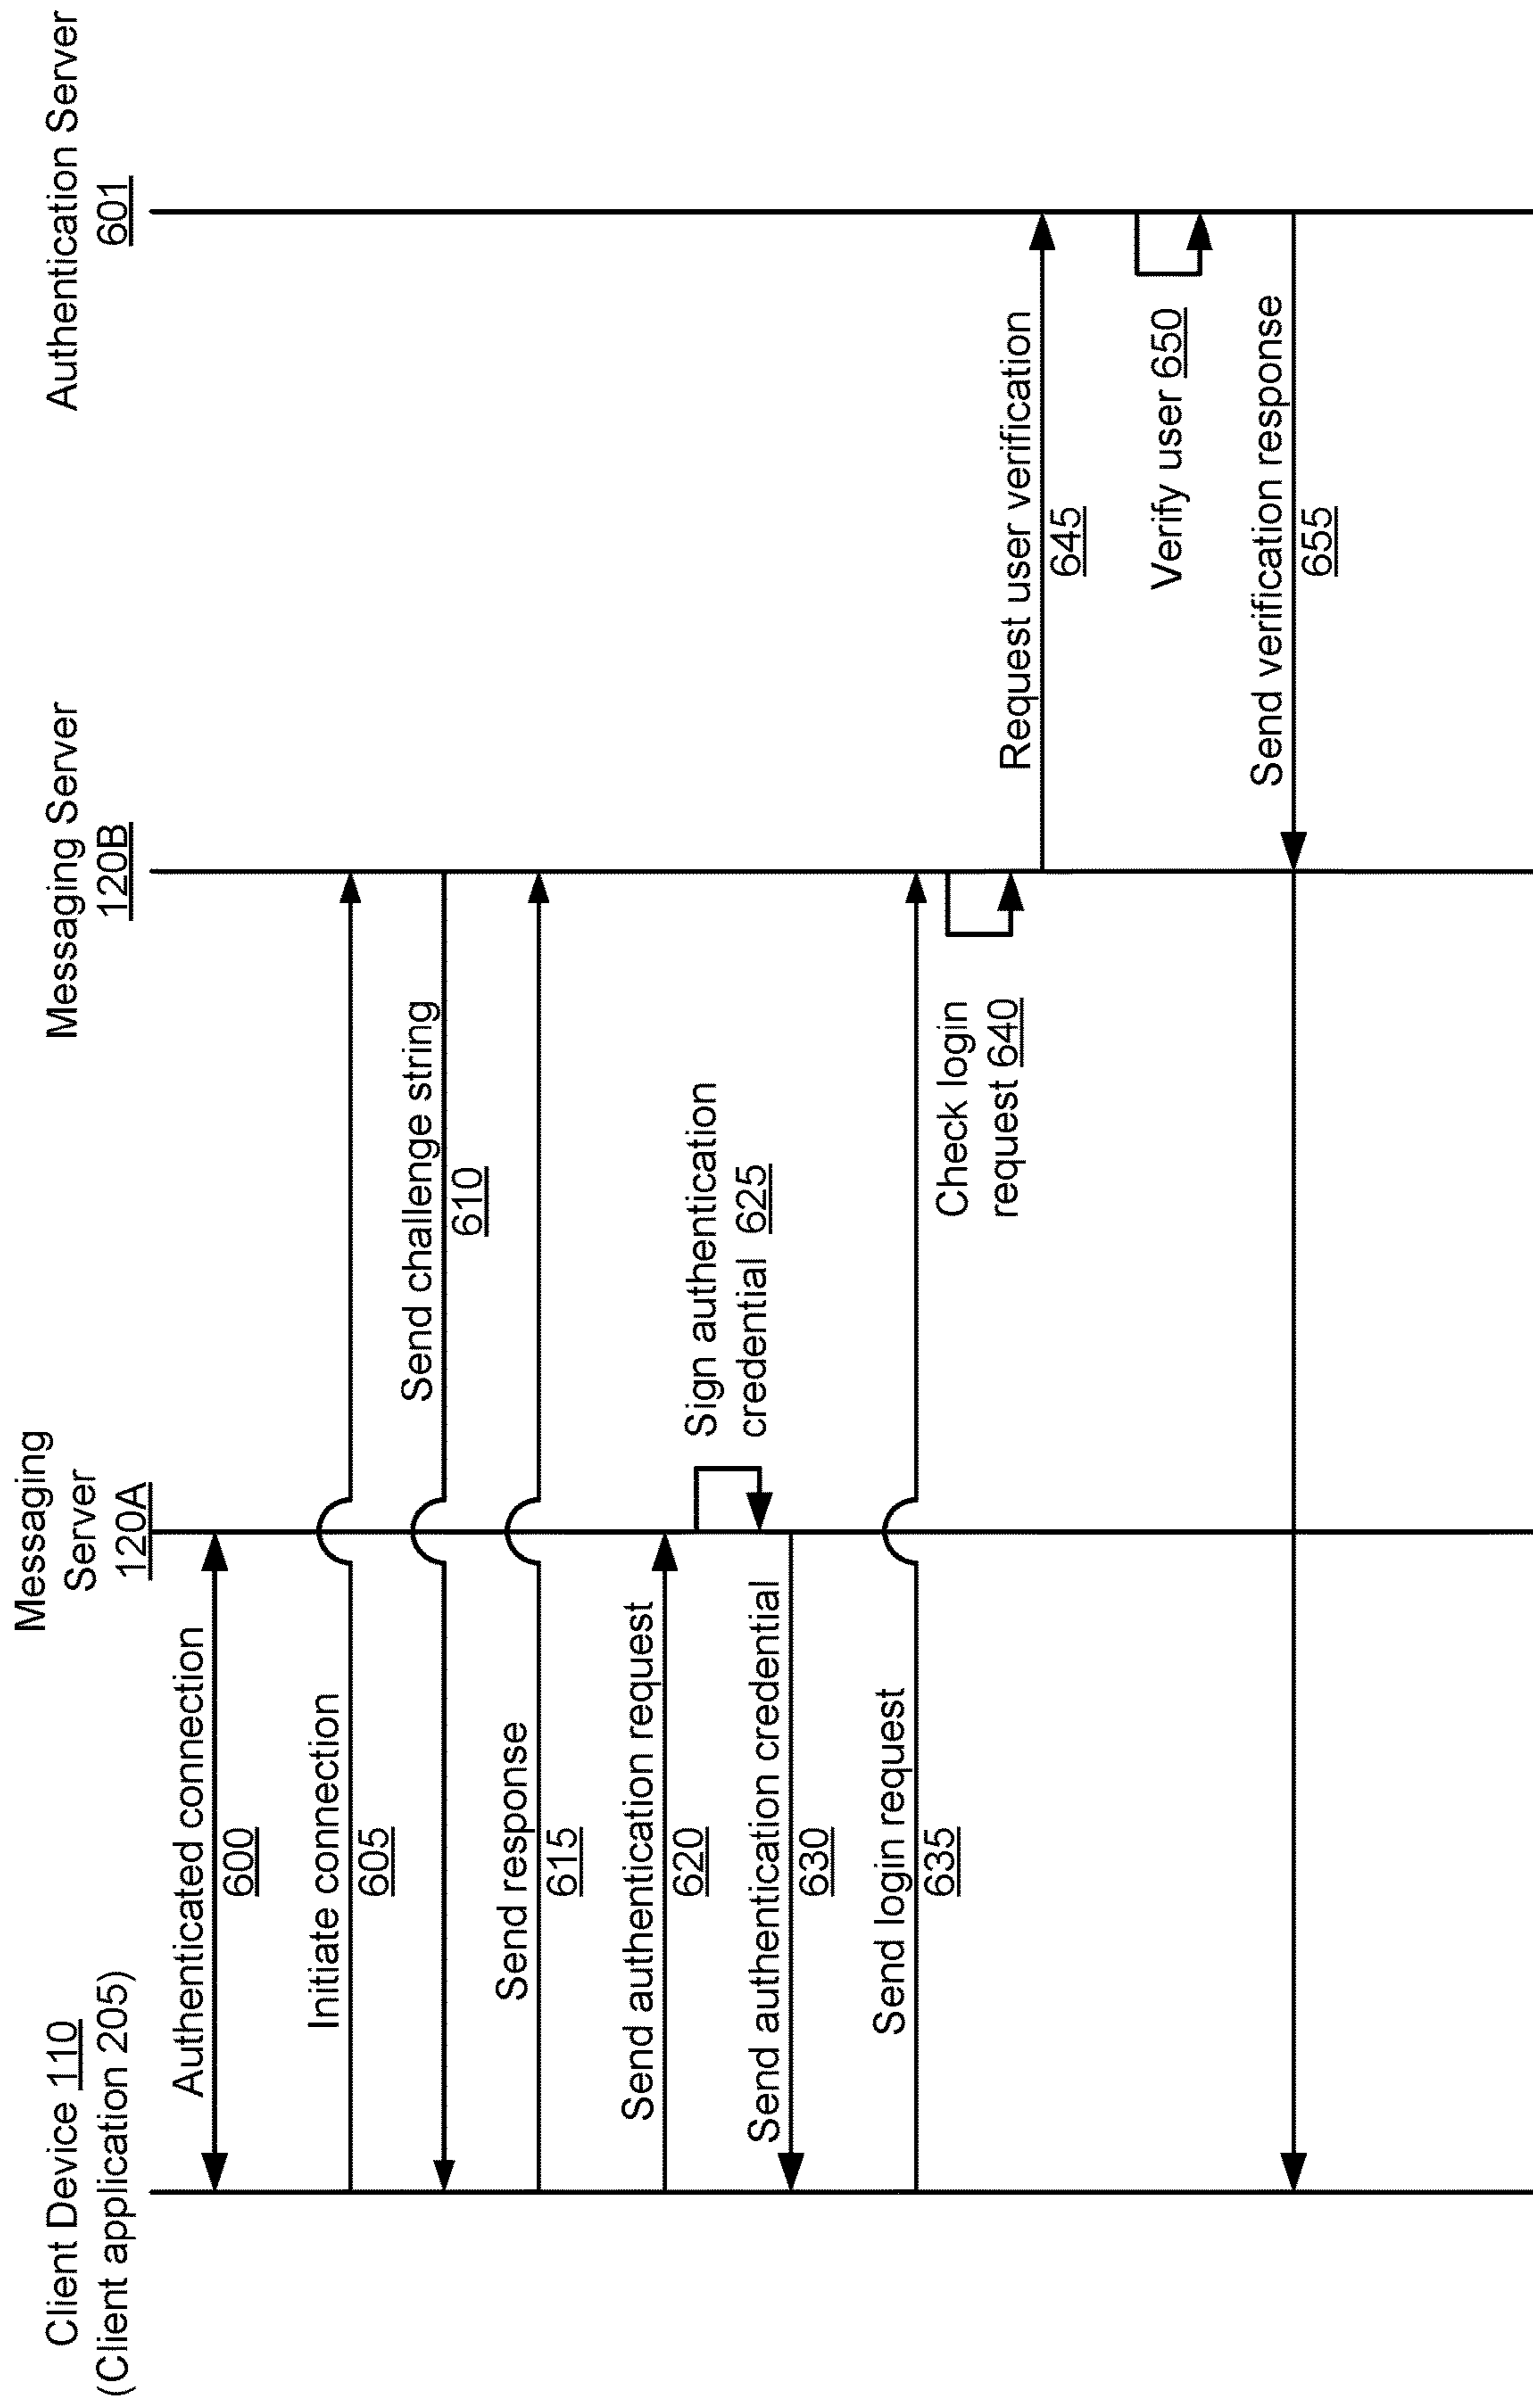 Client Device 110
(Client application 205)
Messaging
Server
120A
Messaging Server
120B
Authentication Server
601
Authenticated connection
600
Initiate connection
605
Send challenge string
610
Send response
615
Send authentication request
620
Sign authentication
credential 625
Send authentication credential
630
Send login request
635
Check login
request 640
Request user verification
645
Verify user 650
Send verification response
655